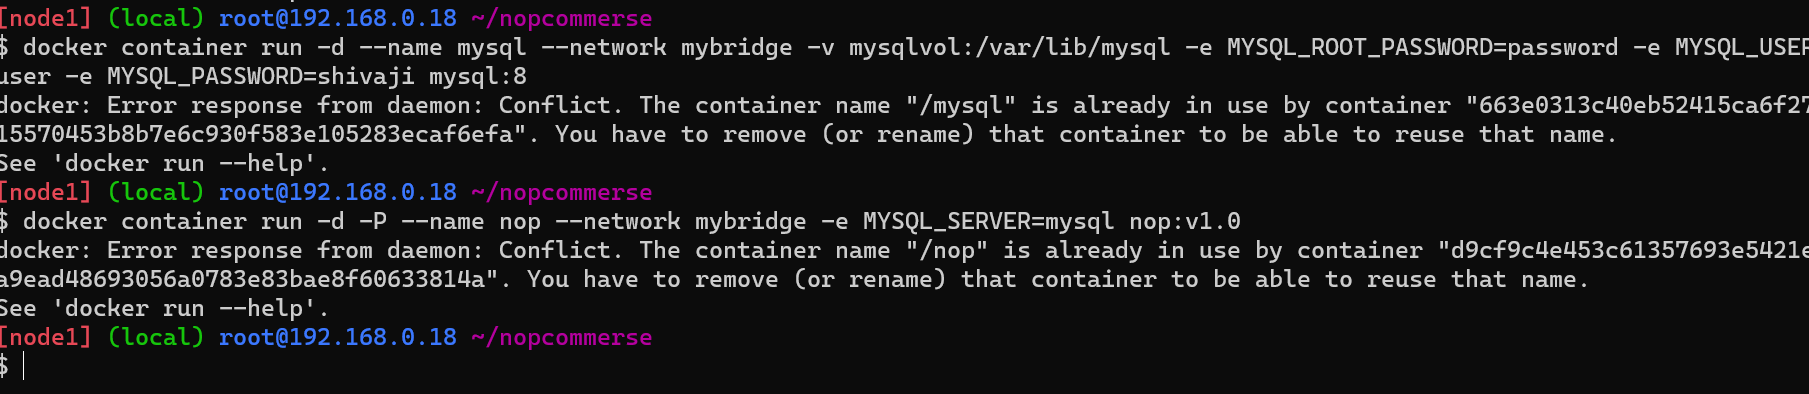 [node1] (local) root@192.168.0.18 ~/nopcommerse
$ docker container run -d --name mysql --network mybridge -v mysqlvol:/var/lib/mysql -e MYSQL_ROOT_PASSWORD=password -e MYSQL_USER
user -e MYSQL_PASSWORD=shivaji mysql:8
docker: Error response from daemon: Conflict. The container name "/mysql" is already in use by container "663e0313c40eb52415ca6f27
15570453b8b7e6c930f583e105283ecaf6efa". You have to remove (or rename) that container to be able to reuse that name.
See 'docker run --help'.
[node1] (local) root@192.168.0.18 ~/nopcommerse
$ docker container run -d -P --name nop --network mybridge -e MYSQL_SERVER=mysql nop:v1.0
docker: Error response from daemon: Conflict. The container name "/nop" is already in use by container "d9cf9c4e453c61357693e5421e
a9ead48693056a0783e83bae8f60633814a". You have to remove (or rename) that container to be able to reuse that name.
See 'docker run --help'.
[node1] (local) root@192.168.0.18 ~/nopcommerse
$